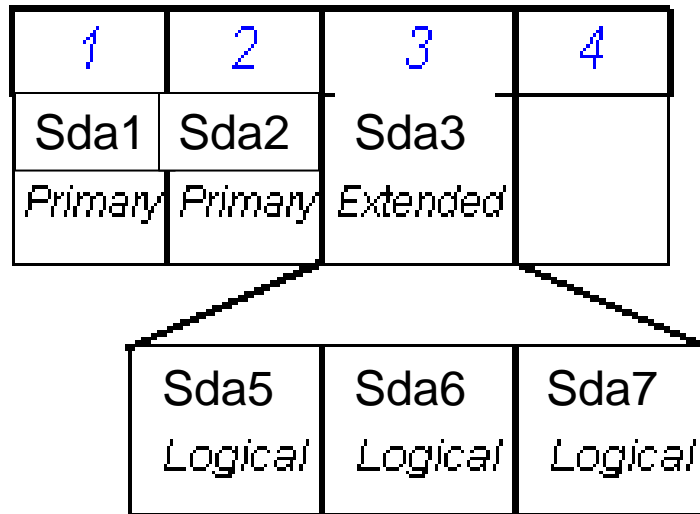 1 2 3 4
Sda1 Sda2 Sda3
Primary Primary Extended
Sda5 Sda6 Sda7
Logical Logical Logical